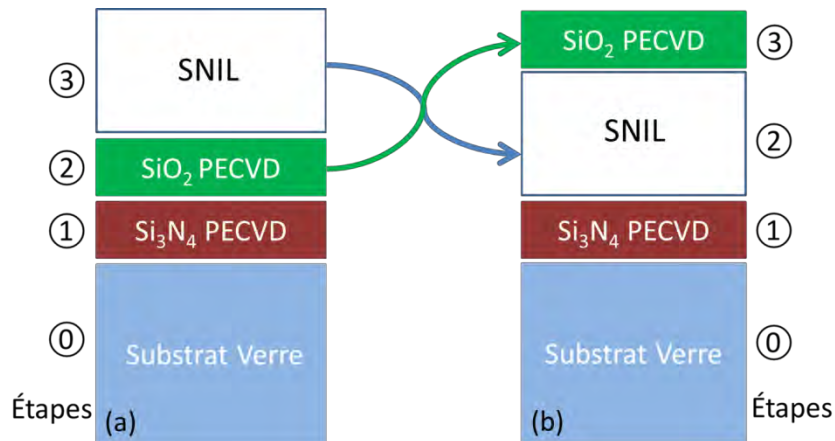 ③
SNIL
②
SiO₂ PECVD
①
Si₃N₄ PECVD
⓪
Substrat Verre
Étapes
(a)
SiO₂ PECVD
③
SNIL
②
Si₃N₄ PECVD
①
Substrat Verre
⓪
(b)
Étapes